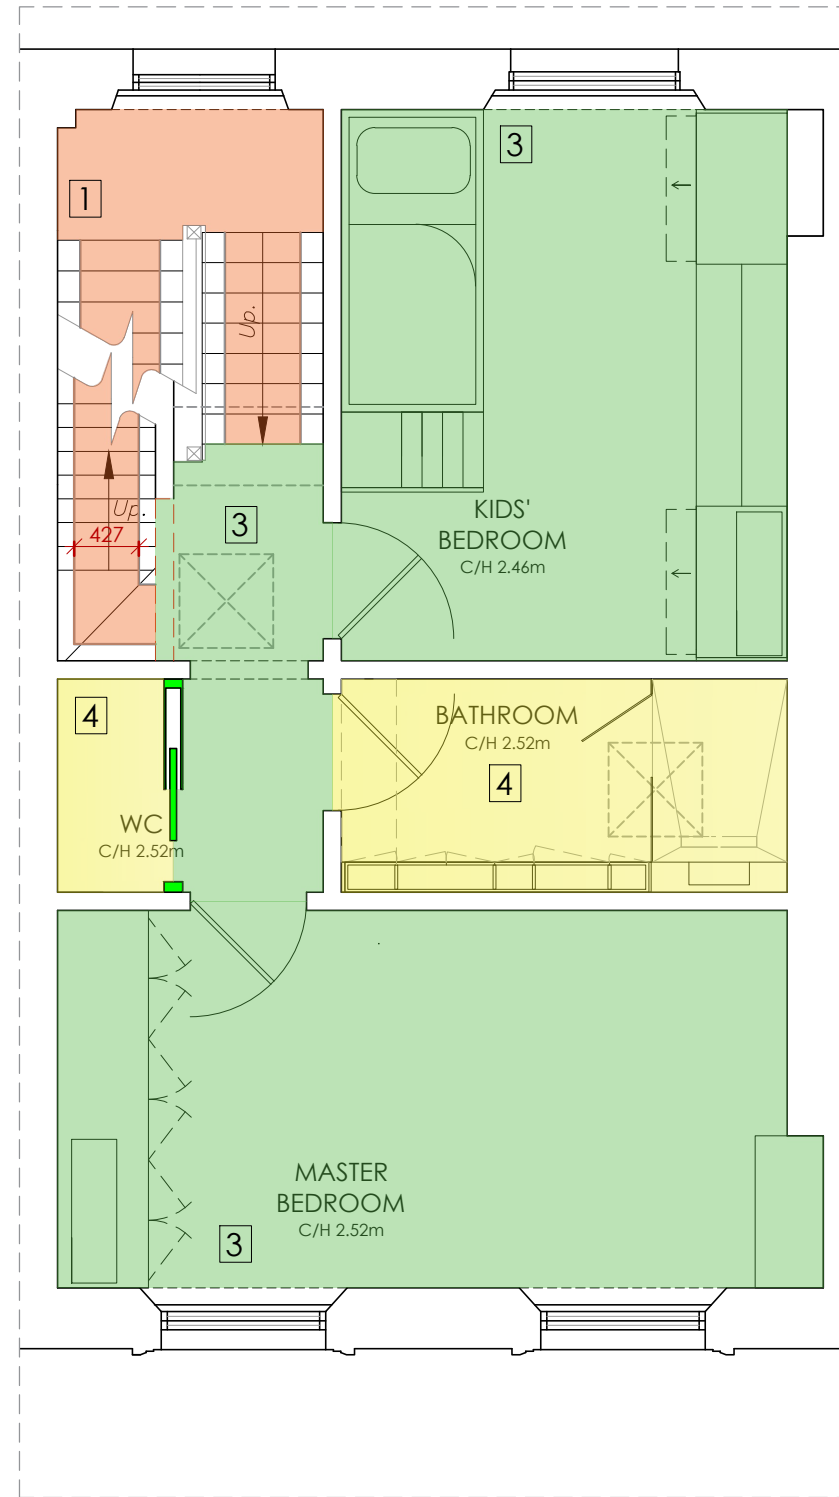 3
1
Up.
KIDS'
BEDROOM
C/H 2.46m
Up.
3
427
4
BATHROOM
C/H 2.52m
4
WC
C/H 2.52m
MASTER
BEDROOM
C/H 2.52m
3